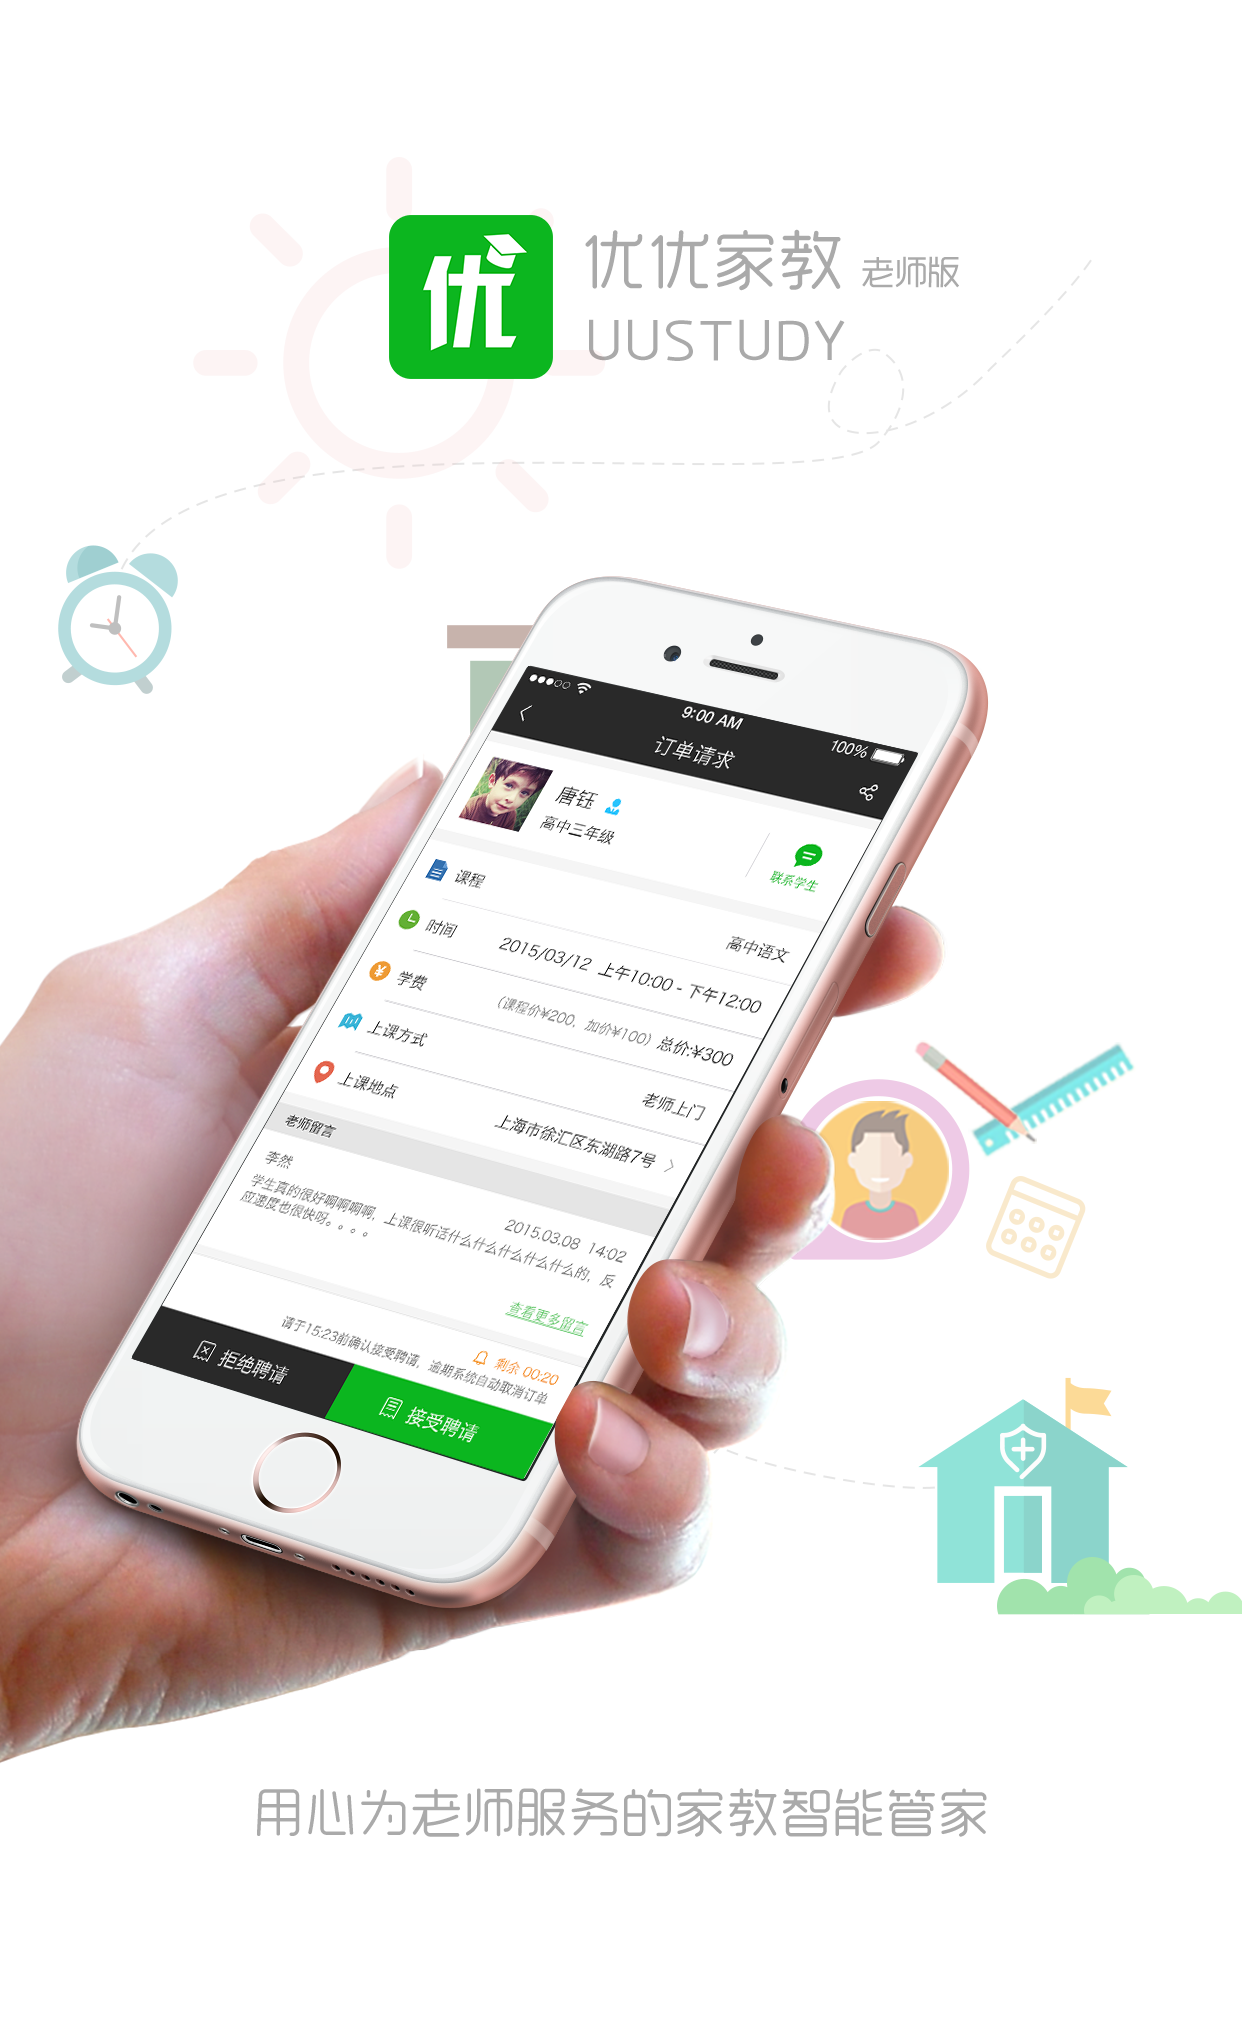 优
优优家教 老师版
UUSTUDY
9:00 AM
100%
订单请求
唐钰
高中三年级
联系学生
课程
高中语文
时间
2015/03/12 上午10:00 - 下午12:00
学费
(课程价¥200，加价¥100) 总价:¥300
上课方式
老师上门
上课地点
上海市徐汇区东湖路7号
老师留言
李然
2015.03.08 14:02
学生真的很好啊啊啊啊，上课很听话什么什么什么什么什么的，反
应速度也很快呀。。。。
查看更多留言
剩余 00:20
请于15:23前确认接受聘请，逾期系统自动取消订单
拒绝聘请
接受聘请
用心为老师服务的家教智能管家